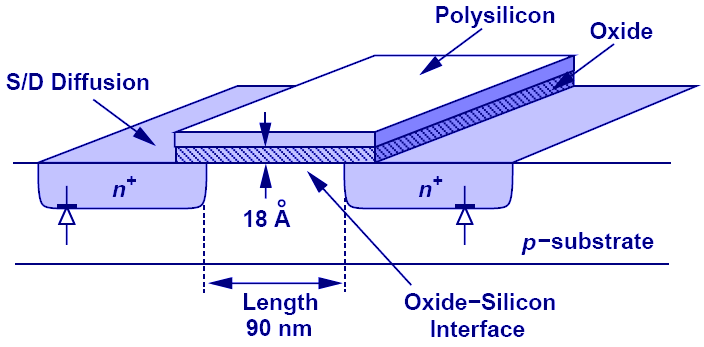 Polysilicon
Oxide
S/D Diffusion
n+
n+
18 Å
p−substrate
Length
90 nm
Oxide−Silicon
Interface